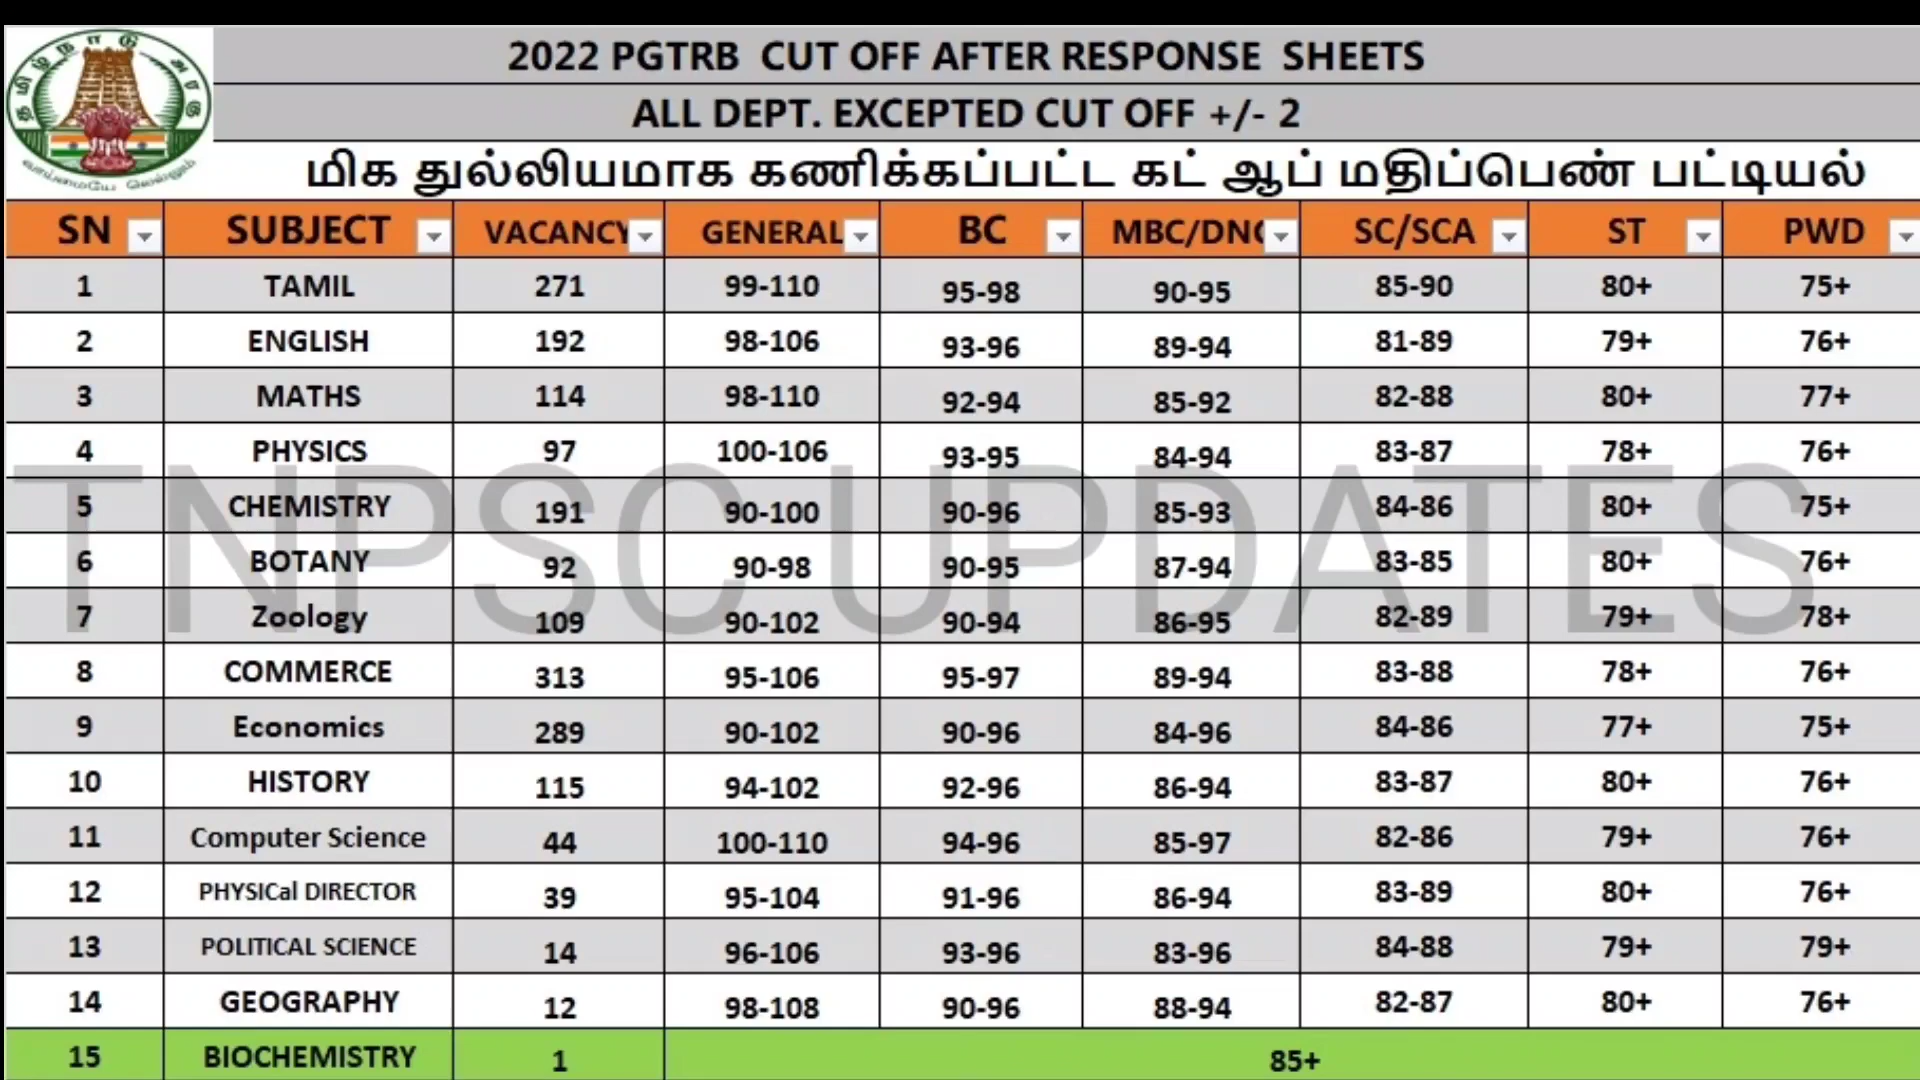 தமிழ்நாடு அரசு
வாய்மையே வெல்லும்
2022 PGTRB CUT OFF AFTER RESPONSE SHEETS
ALL DEPT. EXCEPTED CUT OFF +/- 2
மிக துல்லியமாக கணிக்கப்பட்ட கட் ஆப் மதிப்பெண் பட்டியல்
SN SUBJECT VACANCY GENERAL BC MBC/DNC SC/SCA ST PWD
1 TAMIL 271 99-110 95-98 90-95 85-90 80+ 75+
2 ENGLISH 192 98-106 93-96 89-94 81-89 79+ 76+
3 MATHS 114 98-110 92-94 85-92 82-88 80+ 77+
4 PHYSICS 97 100-106 93-95 84-94 83-87 78+ 76+
5 CHEMISTRY 191 90-100 90-96 85-93 84-86 80+ 75+
6 BOTANY 92 90-98 90-95 87-94 83-85 80+ 76+
7 Zoology 109 90-102 90-94 86-95 82-89 79+ 78+
8 COMMERCE 313 95-106 95-97 89-94 83-88 78+ 76+
9 Economics 289 90-102 90-96 84-96 84-86 77+ 75+
10 HISTORY 115 94-102 92-96 86-94 83-87 80+ 76+
11 Computer Science 44 100-110 94-96 85-97 82-86 79+ 76+
12 PHYSICal DIRECTOR 39 95-104 91-96 86-94 83-89 80+ 76+
13 POLITICAL SCIENCE 14 96-106 93-96 83-96 84-88 79+ 79+
14 GEOGRAPHY 12 98-108 90-96 88-94 82-87 80+ 76+
15 BIOCHEMISTRY 1 85+
TNPSC UPDATES